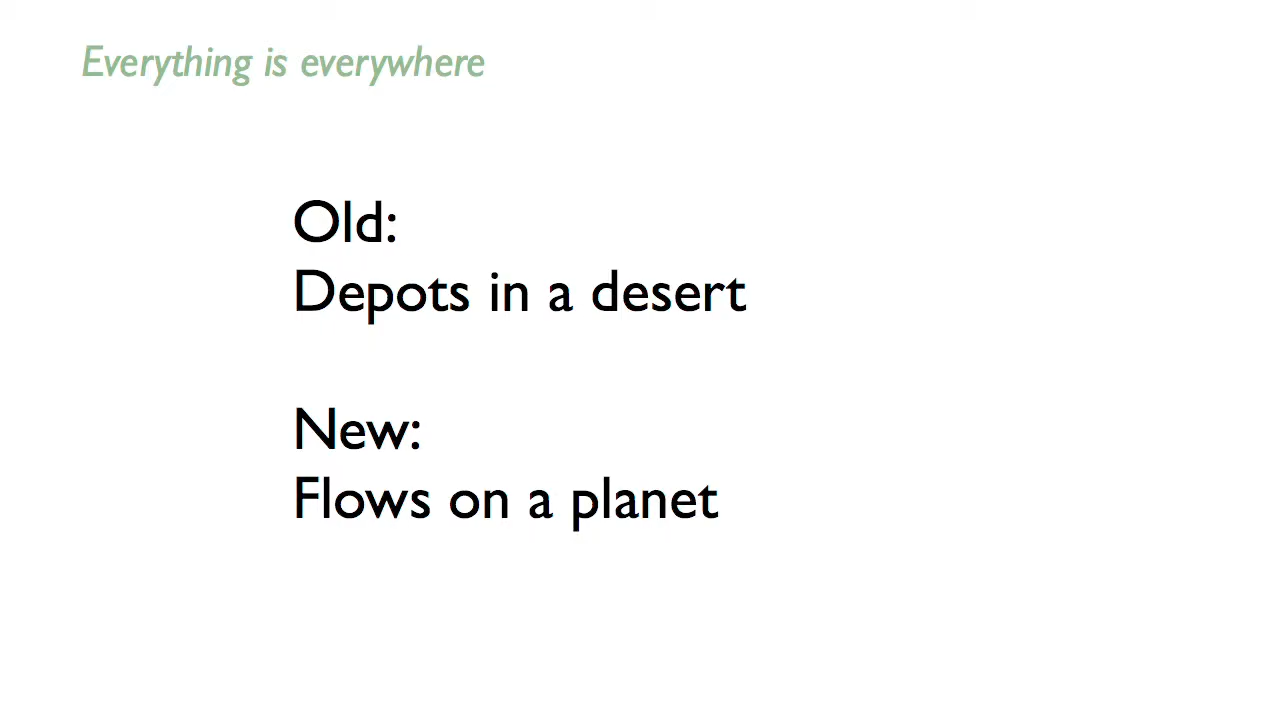 Everything is everywhere
Old:
Depots in a desert
New:
Flows on a planet